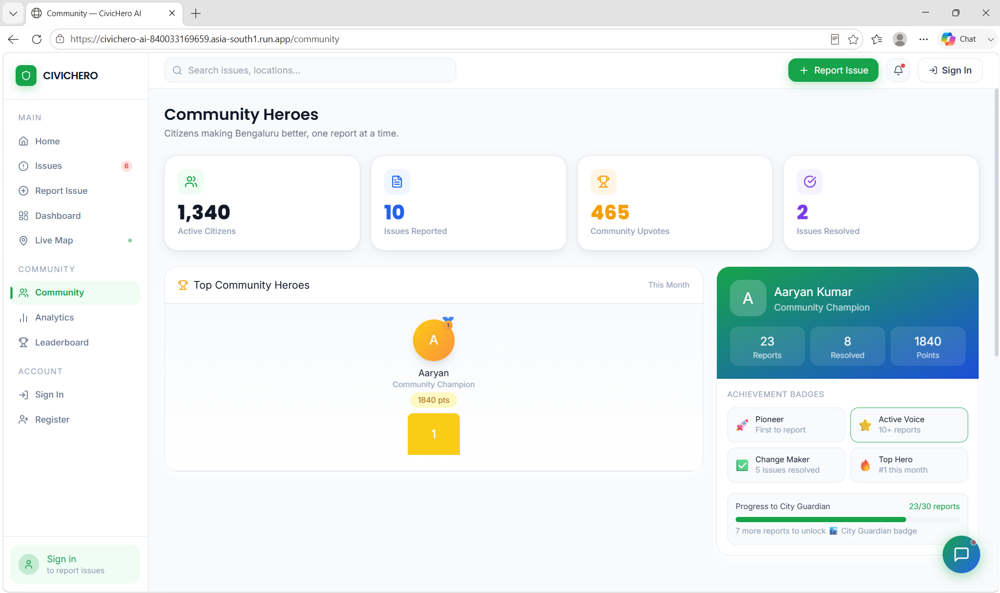 Community — CivicHero AI
https://civichero-ai-840033169659.asia-south1.run.app/community
Chat
CIVICHERO
Search issues, locations...
Report Issue
Sign In
MAIN
Home
Issues
6
Report Issue
Dashboard
Live Map
COMMUNITY
Community
Analytics
Leaderboard
ACCOUNT
Sign In
Register
Sign in
to report issues
Community Heroes
Citizens making Bengaluru better, one report at a time.
1,340
Active Citizens
10
Issues Reported
465
Community Upvotes
2
Issues Resolved
Top Community Heroes
This Month
1
A
Aaryan
Community Champion
1840 pts
1
A
Aaryan Kumar
Community Champion
23
Reports
8
Resolved
1840
Points
ACHIEVEMENT BADGES
Pioneer
First to report
Active Voice
10+ reports
Change Maker
5 issues resolved
Top Hero
#1 this month
Progress to City Guardian
23/30 reports
7 more reports to unlock 🌃 City Guardian badge